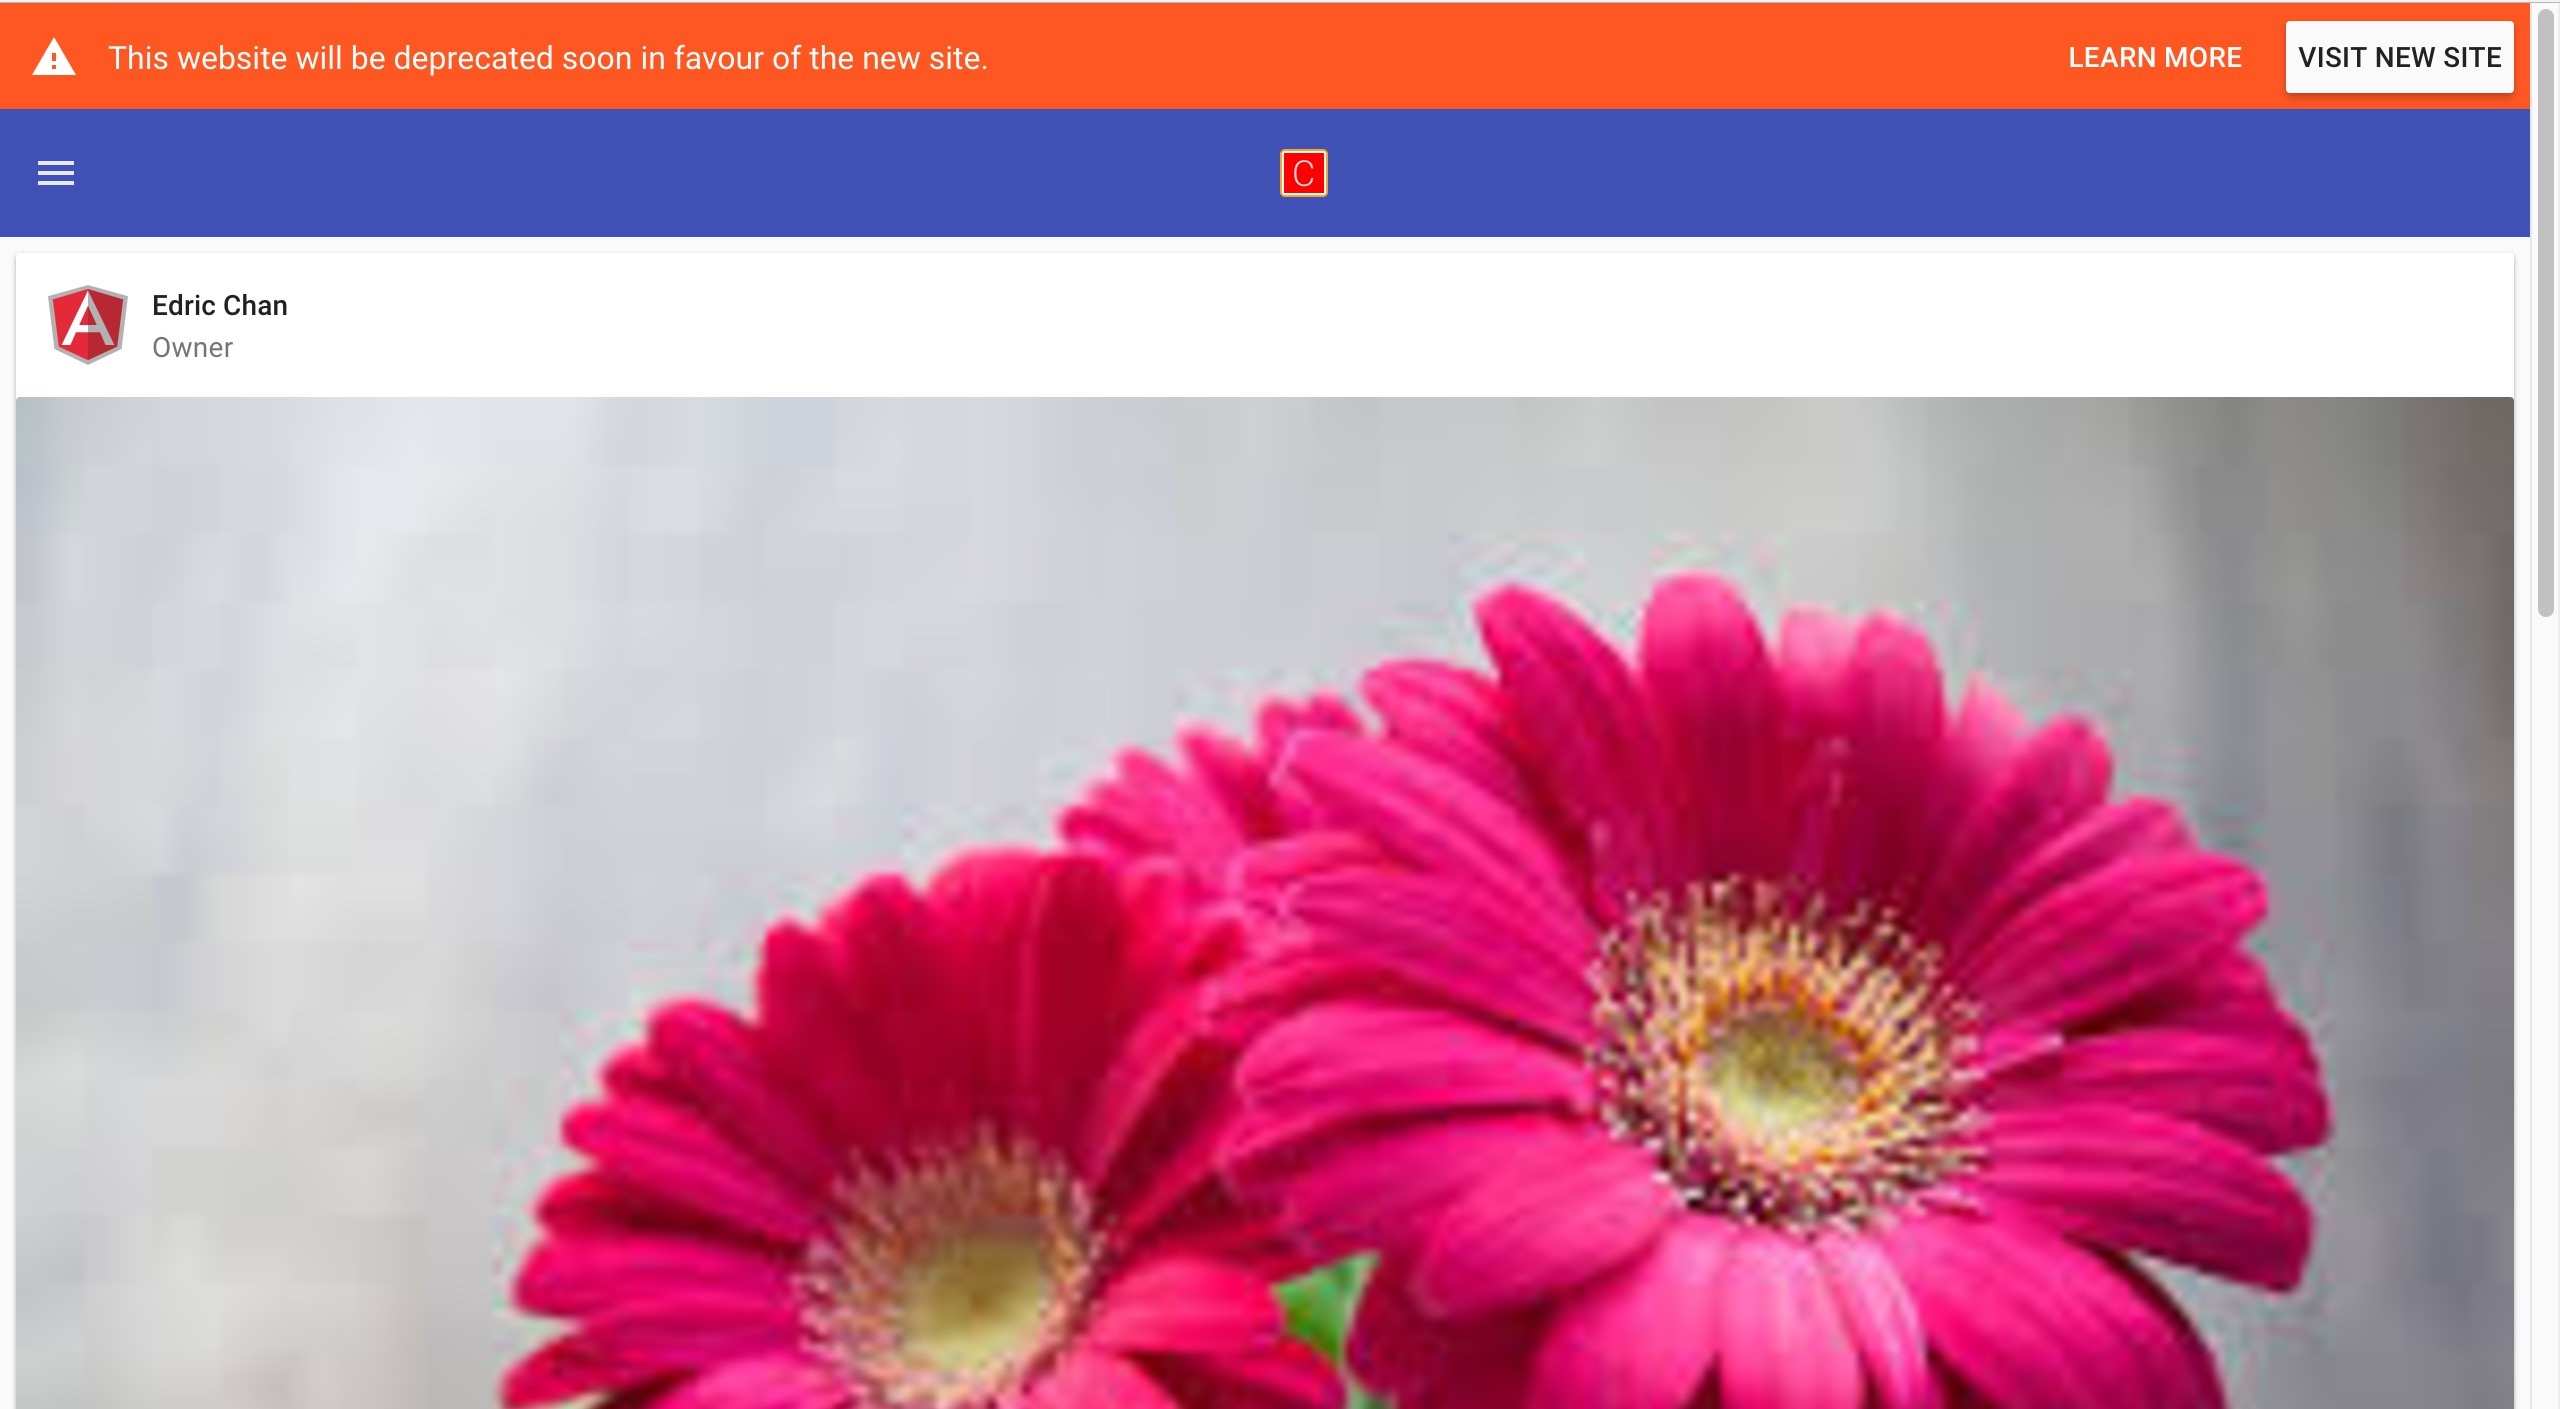 This website will be deprecated soon in favour of the new site.
LEARN MORE
VISIT NEW SITE
C
Edric Chan
Owner